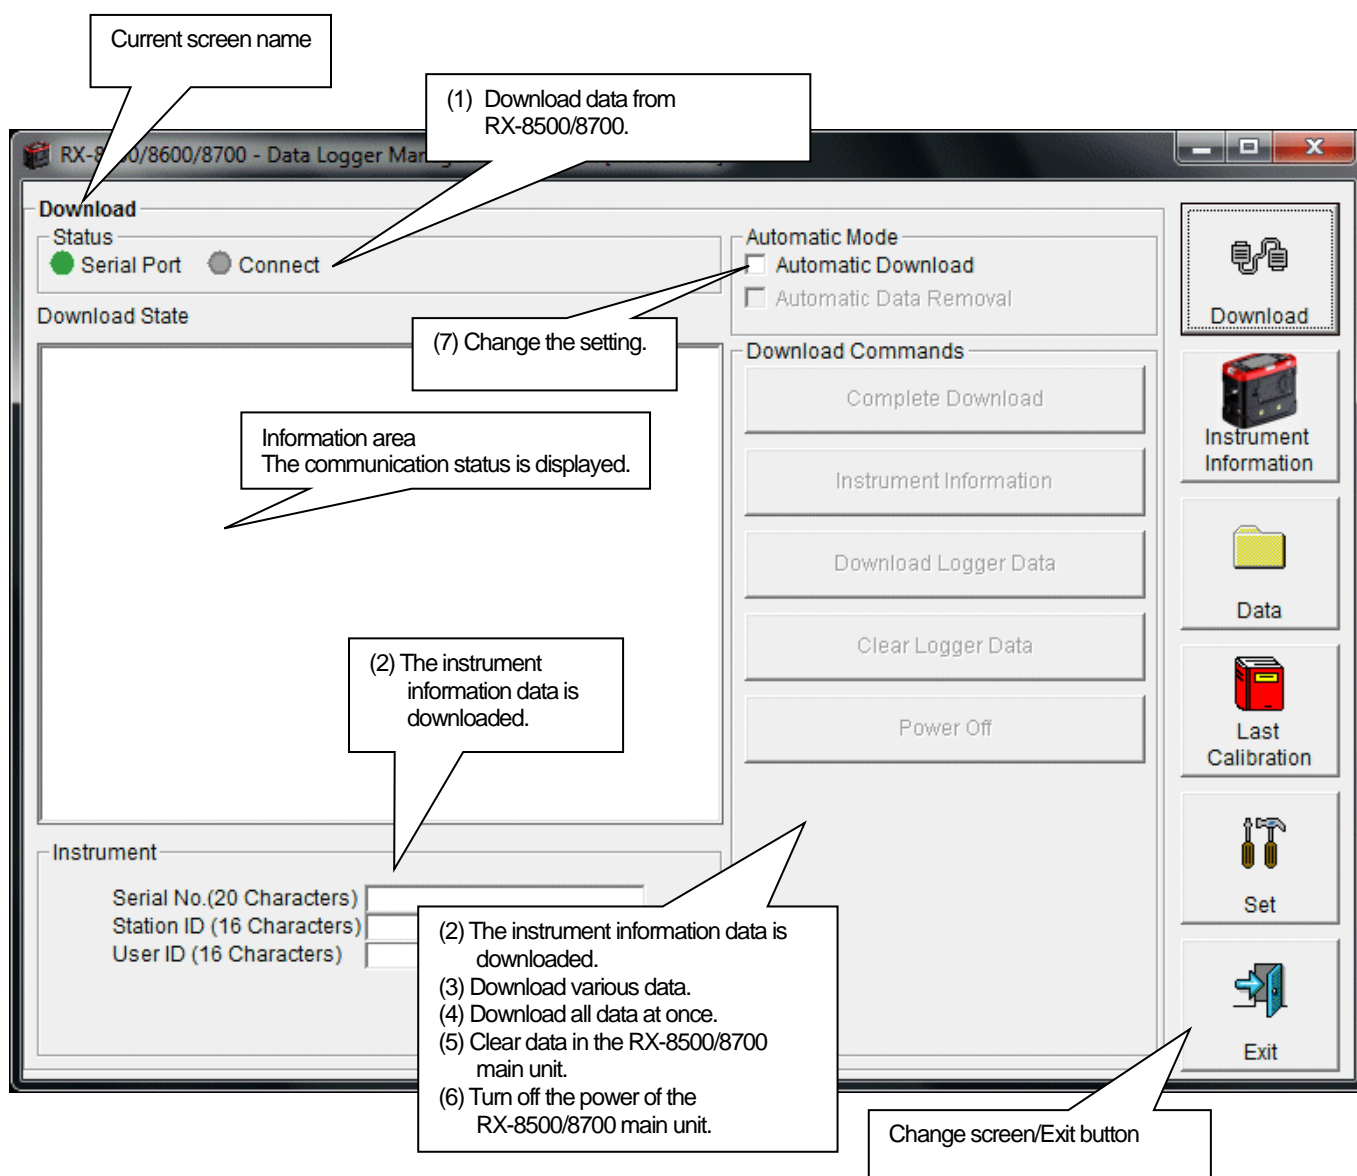 Current screen name
(1) Download data from
RX-8500/8700.
RX-8 0/8600/8700 - Data Logger Mana
Download
Status
Serial Port
Connect
Automatic Mode
Automatic Download
Automatic Data Removal
Download State
(7) Change the setting.
Download Commands
Complete Download
Instrument Information
Download Logger Data
Clear Logger Data
Power Off
Information area
The communication status is displayed.
(2) The instrument
information data is
downloaded.
Instrument
Serial No.(20 Characters)
Station ID (16 Characters)
User ID (16 Characters)
(2) The instrument information data is
downloaded.
(3) Download various data.
(4) Download all data at once.
(5) Clear data in the RX-8500/8700
main unit.
(6) Turn off the power of the
RX-8500/8700 main unit.
Download
Instrument
Information
Data
Last
Calibration
Set
Exit
Change screen/Exit button